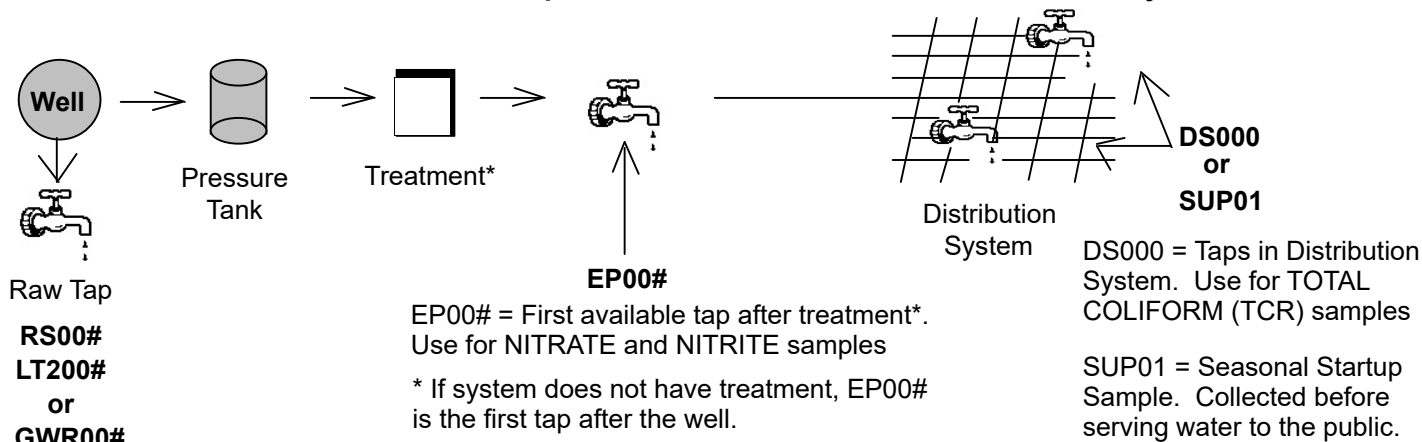 Well
Pressure
Tank
Treatment*
Raw Tap
RS00#
LT200#
or
GWR00#
EP00#
EP00# = First available tap after treatment*.
Use for NITRATE and NITRITE samples
* If system does not have treatment, EP00#
is the first tap after the well.
Distribution
System
DS000
or
SUP01
DS000 = Taps in Distribution
System. Use for TOTAL
COLIFORM (TCR) samples
SUP01 = Seasonal Startup
Sample. Collected before
serving water to the public.